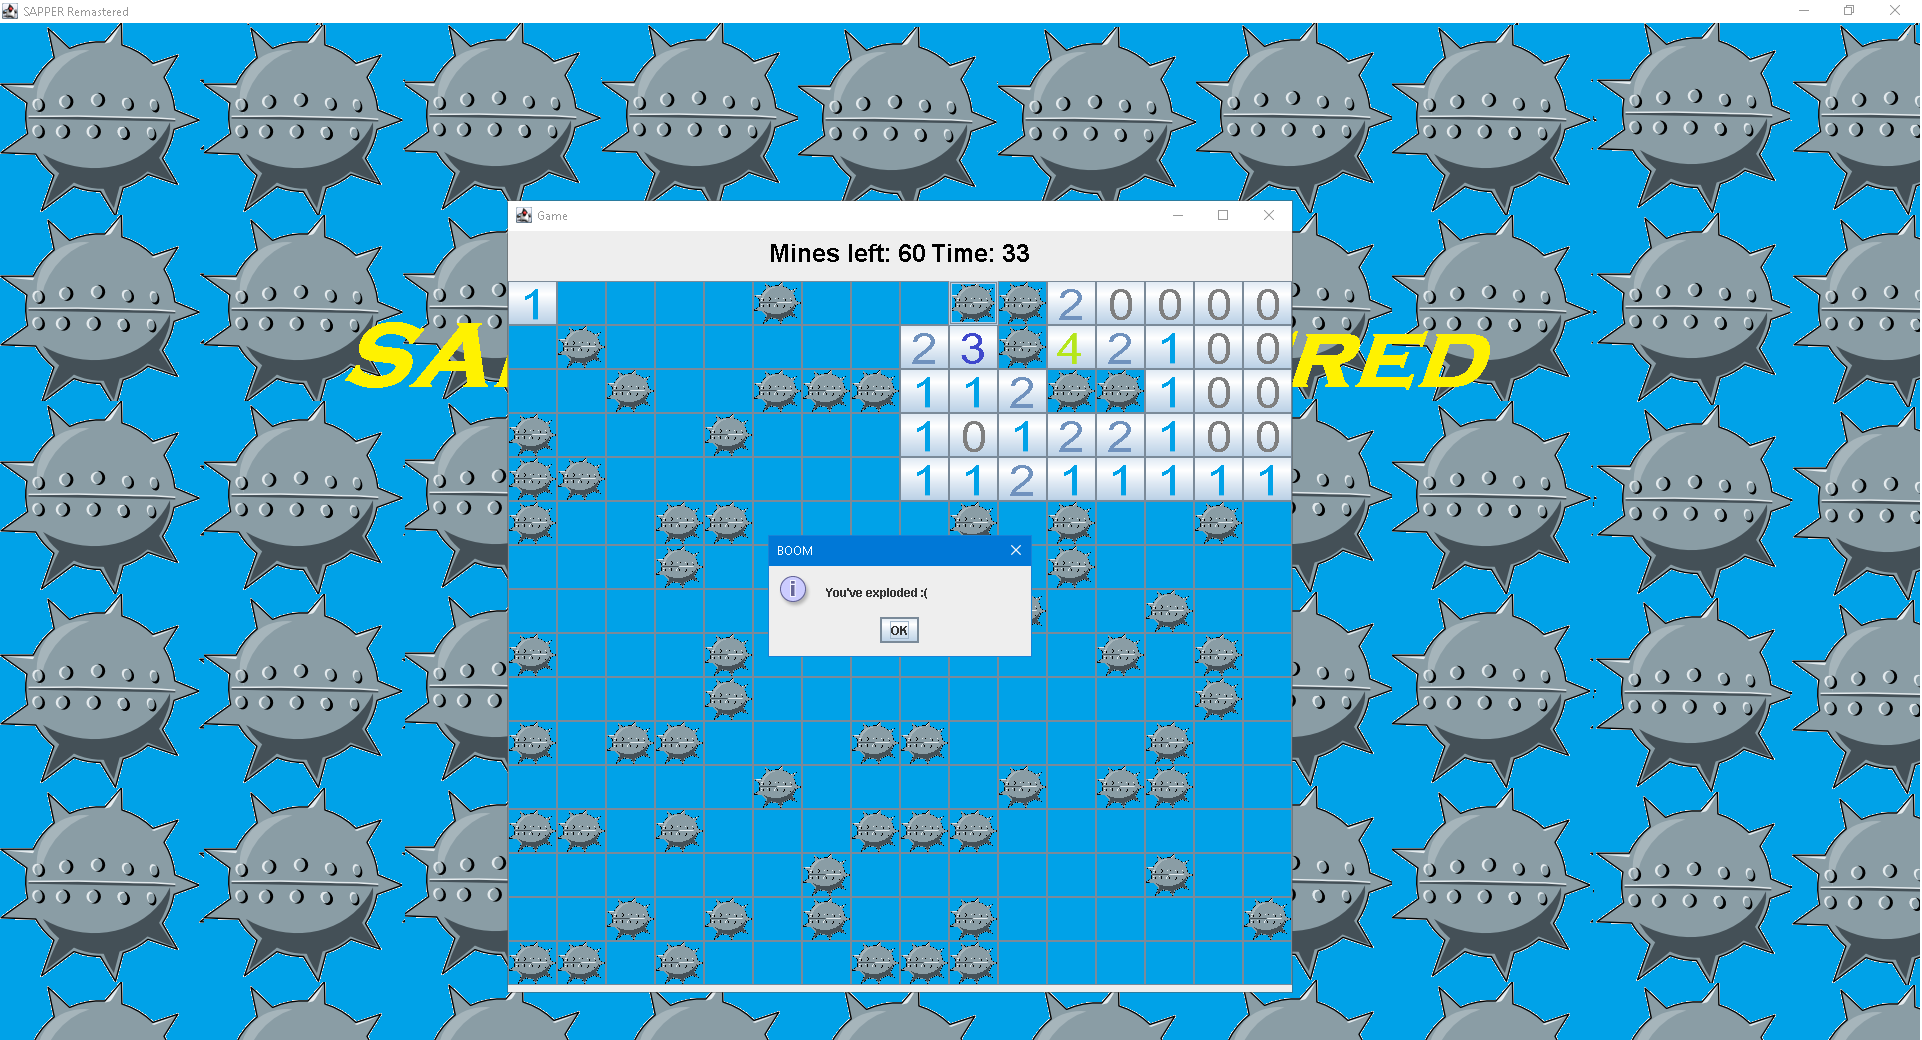 SAPPER Remastered
Game
Mines left: 60 Time: 33
1 2 0 0 0 0
2 3 4 2 1 0 0
SA RED
1 1 2 1 0 0
1 0 1 2 2 1 0 0
1 1 2 1 1 1 1 1
BOOM
You've exploded :(
OK